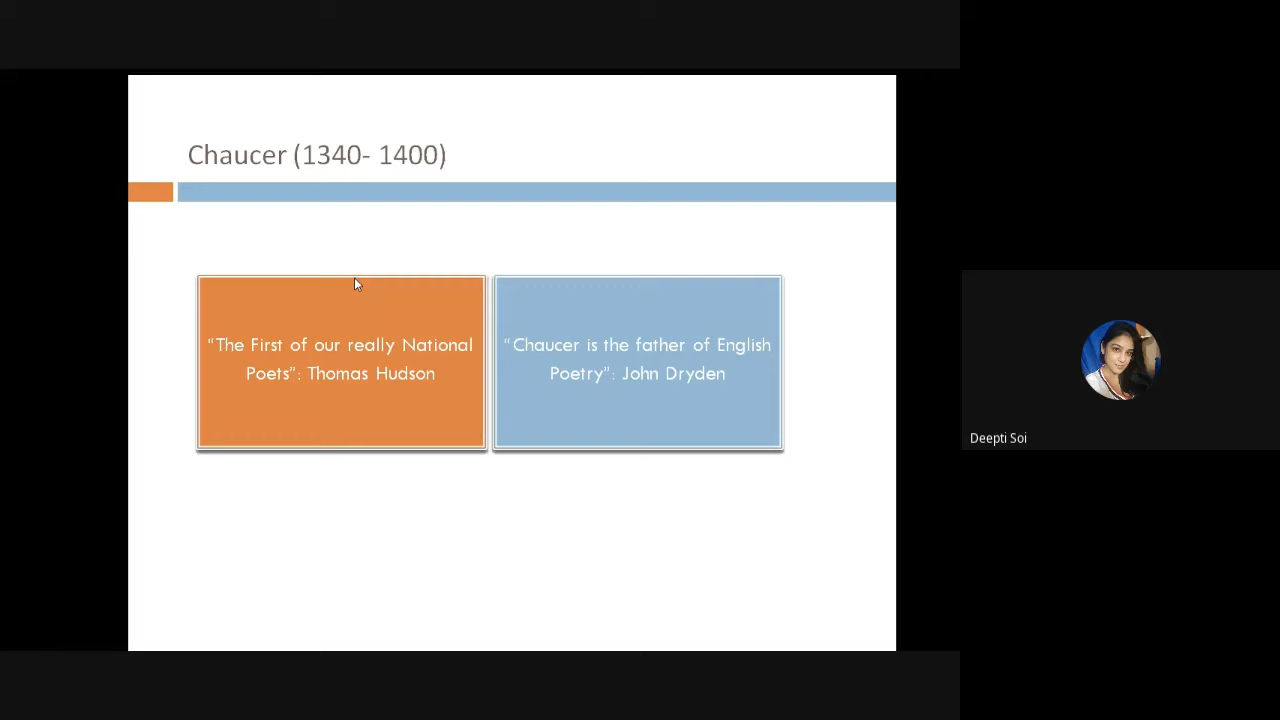 Chaucer (1340- 1400)
“The First of our really National
Poets”: Thomas Hudson
“Chaucer is the father of English
Poetry”: John Dryden
Deepti Soi